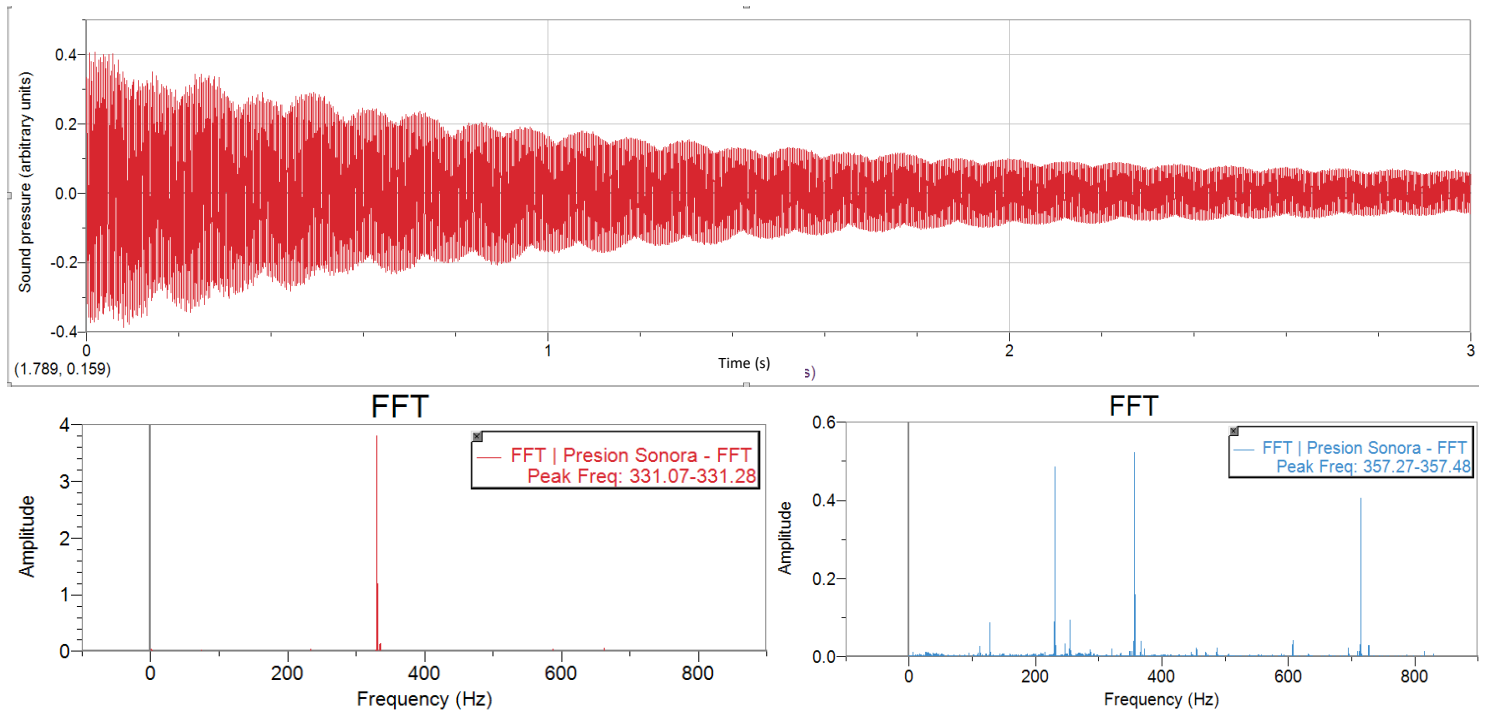 Sound pressure (arbitrary units)
0.4
0.2
0.0
-0.2
-0.4
0
1
2
3
(1.789, 0.159)
Time (s)
s)
FFT
FFT | Presion Sonora - FFT
Peak Freq: 331.07-331.28
Amplitude
4
3
2
1
0
0
200
400
600
800
Frequency (Hz)
FFT
FFT | Presion Sonora - FFT
Peak Freq: 357.27-357.48
Amplitude
0.6
0.4
0.2
0.0
0
200
400
600
800
Frequency (Hz)